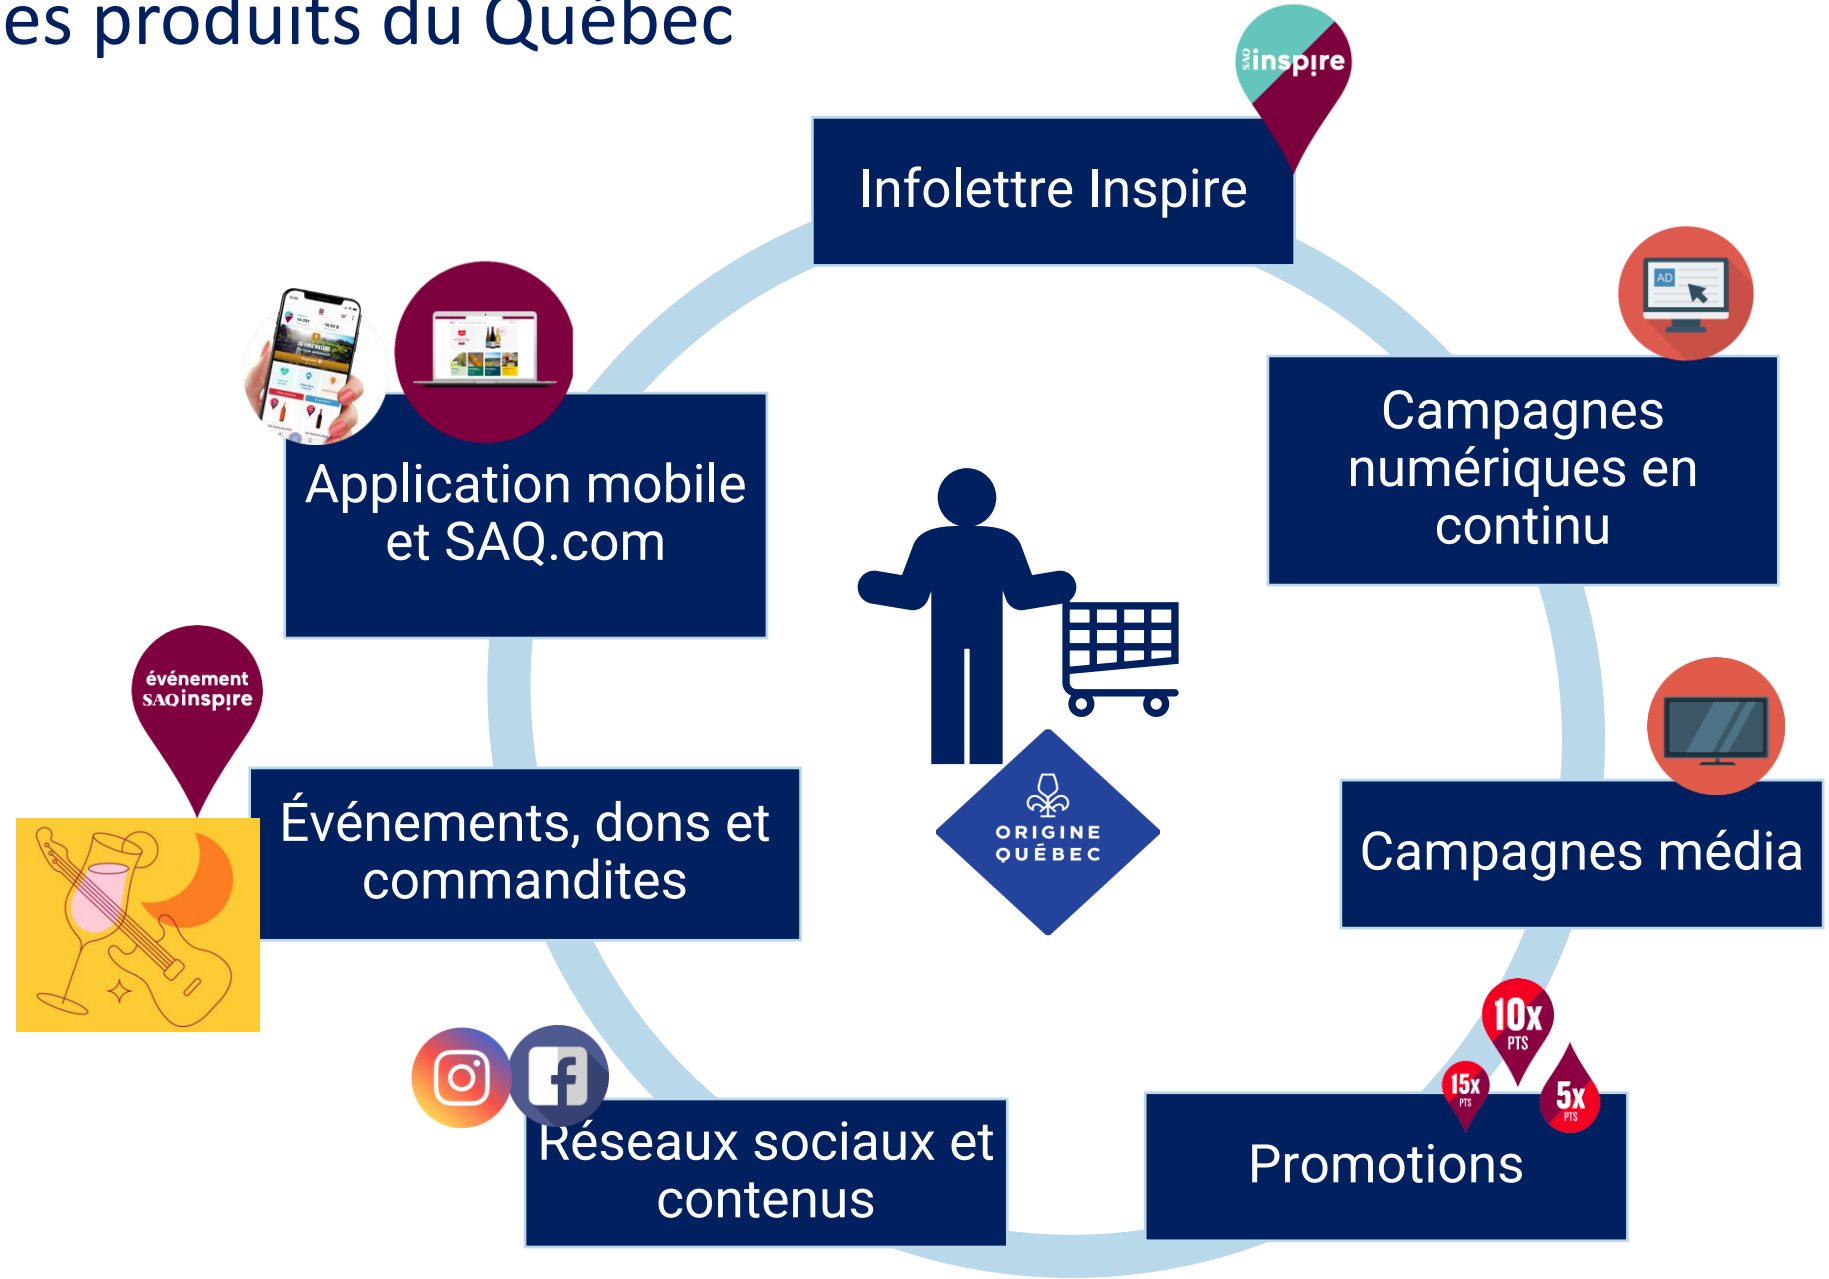 es produits du Québec
SAQ inspire
Infolettre Inspire
AD
Campagnes
numériques en
continu
Application mobile
et SAQ.com
événement
SAQ inspire
Événements, dons et
commandites
ORIGINE
QUÉBEC
Campagnes média
10x
PTS
15x
PTS
5x
PTS
Réseaux sociaux et
contenus
Promotions